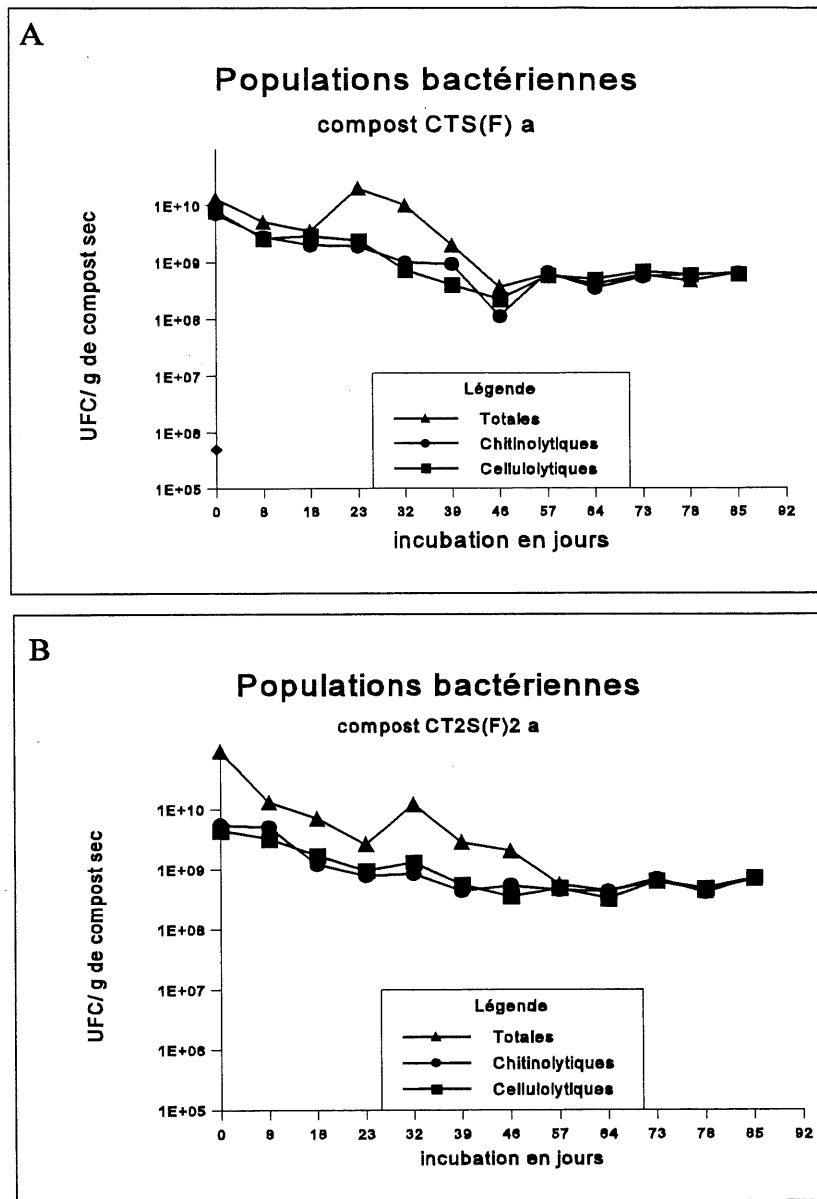 A
Populations bactériennes
compost CTS(F) a
UFC/ g de compost sec
1E+10
1E+09
1E+08
1E+07
1E+06
1E+05
Légende
Totales
Chitinolytiques
Cellulolytiques
0 8 16 23 32 39 46 57 64 73 78 85 92
incubation en jours
B
Populations bactériennes
compost CT2S(F)2 a
UFC/ g de compost sec
1E+10
1E+09
1E+08
1E+07
1E+06
1E+05
Légende
Totales
Chitinolytiques
Cellulolytiques
0 8 16 23 32 39 46 57 64 73 78 85 92
incubation en jours